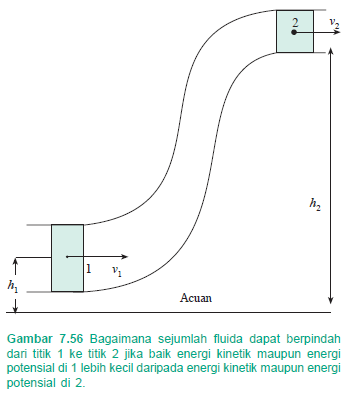 2
v₂
h₂
1
v₁
h₁
Acuan
Gambar 7.56 Bagaimana sejumlah fluida dapat berpindah
dari titik 1 ke titik 2 jika baik energi kinetik maupun energi
potensial di 1 lebih kecil daripada energi kinetik maupun energi
potensial di 2.